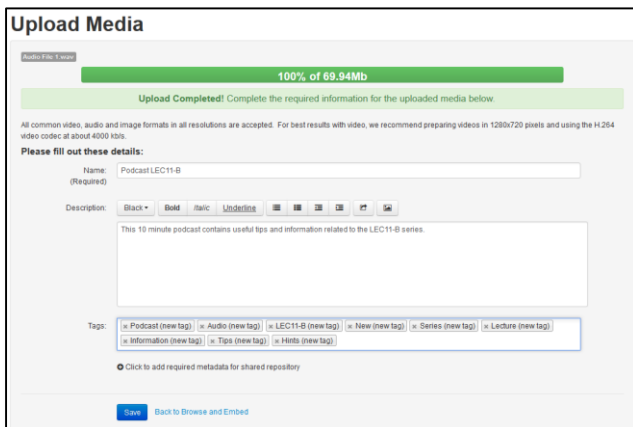 Upload Media
Audio File 1.wav
100% of 69.94Mb
Upload Completed! Complete the required information for the uploaded media below.
All common video, audio and image formats in all resolutions are accepted. For best results with video, we recommend preparing videos in 1280x720 pixels and using the H.264
video codec at about 4000 kb/s.
Please fill out these details:
Name: Podcast LEC11-B
(Required)
Description: Black Bold Italic Underline
This 10 minute podcast contains useful tips and information related to the LEC11-B series.
Tags: × Podcast (new tag) × Audio (new tag) × LEC11-B (new tag) × New (new tag) × Series (new tag) × Lecture (new tag)
× Information (new tag) × Tips (new tag) × Hints (new tag)
Click to add required metadata for shared repository
Save Back to Browse and Embed